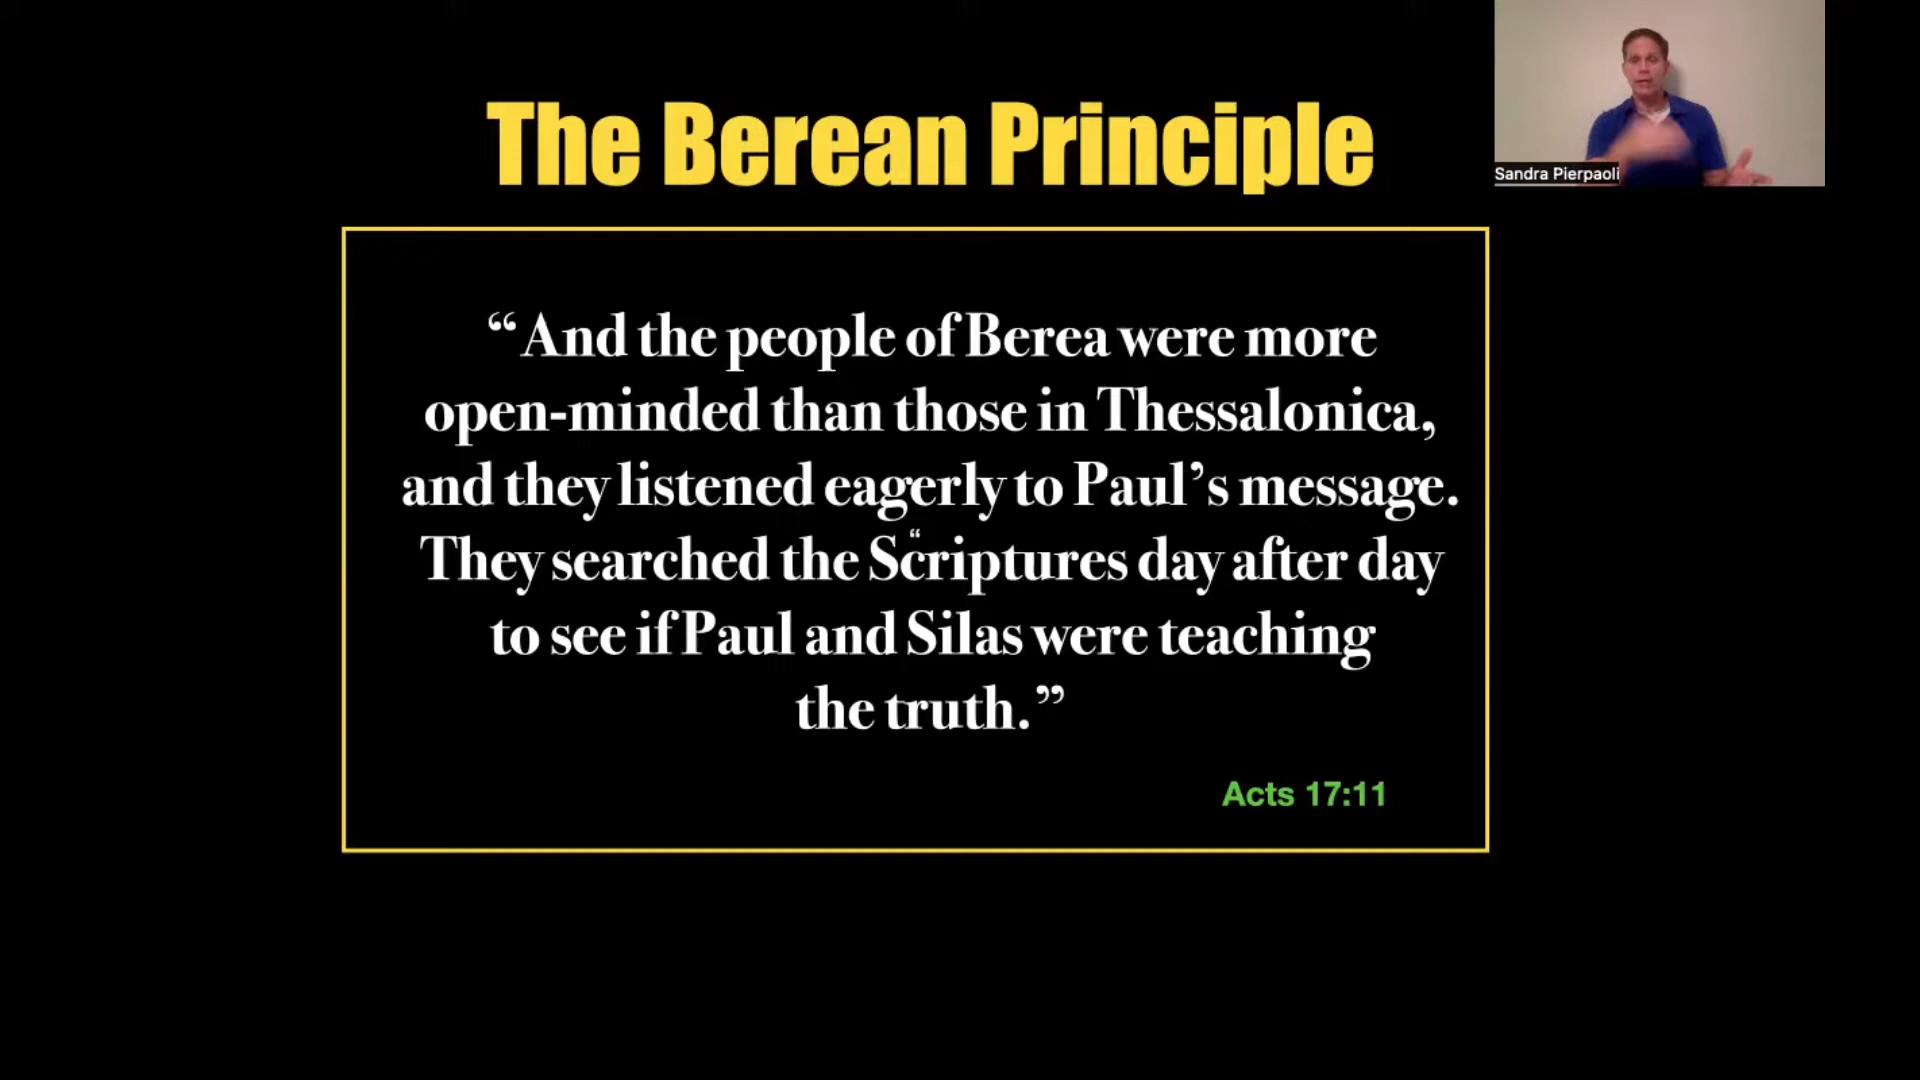 The Berean Principle
Sandra Pierpaoli
“And the people of Berea were more
open-minded than those in Thessalonica,
and they listened eagerly to Paul’s message.
“
They searched the Scriptures day after day
to see if Paul and Silas were teaching
the truth.”
Acts 17:11